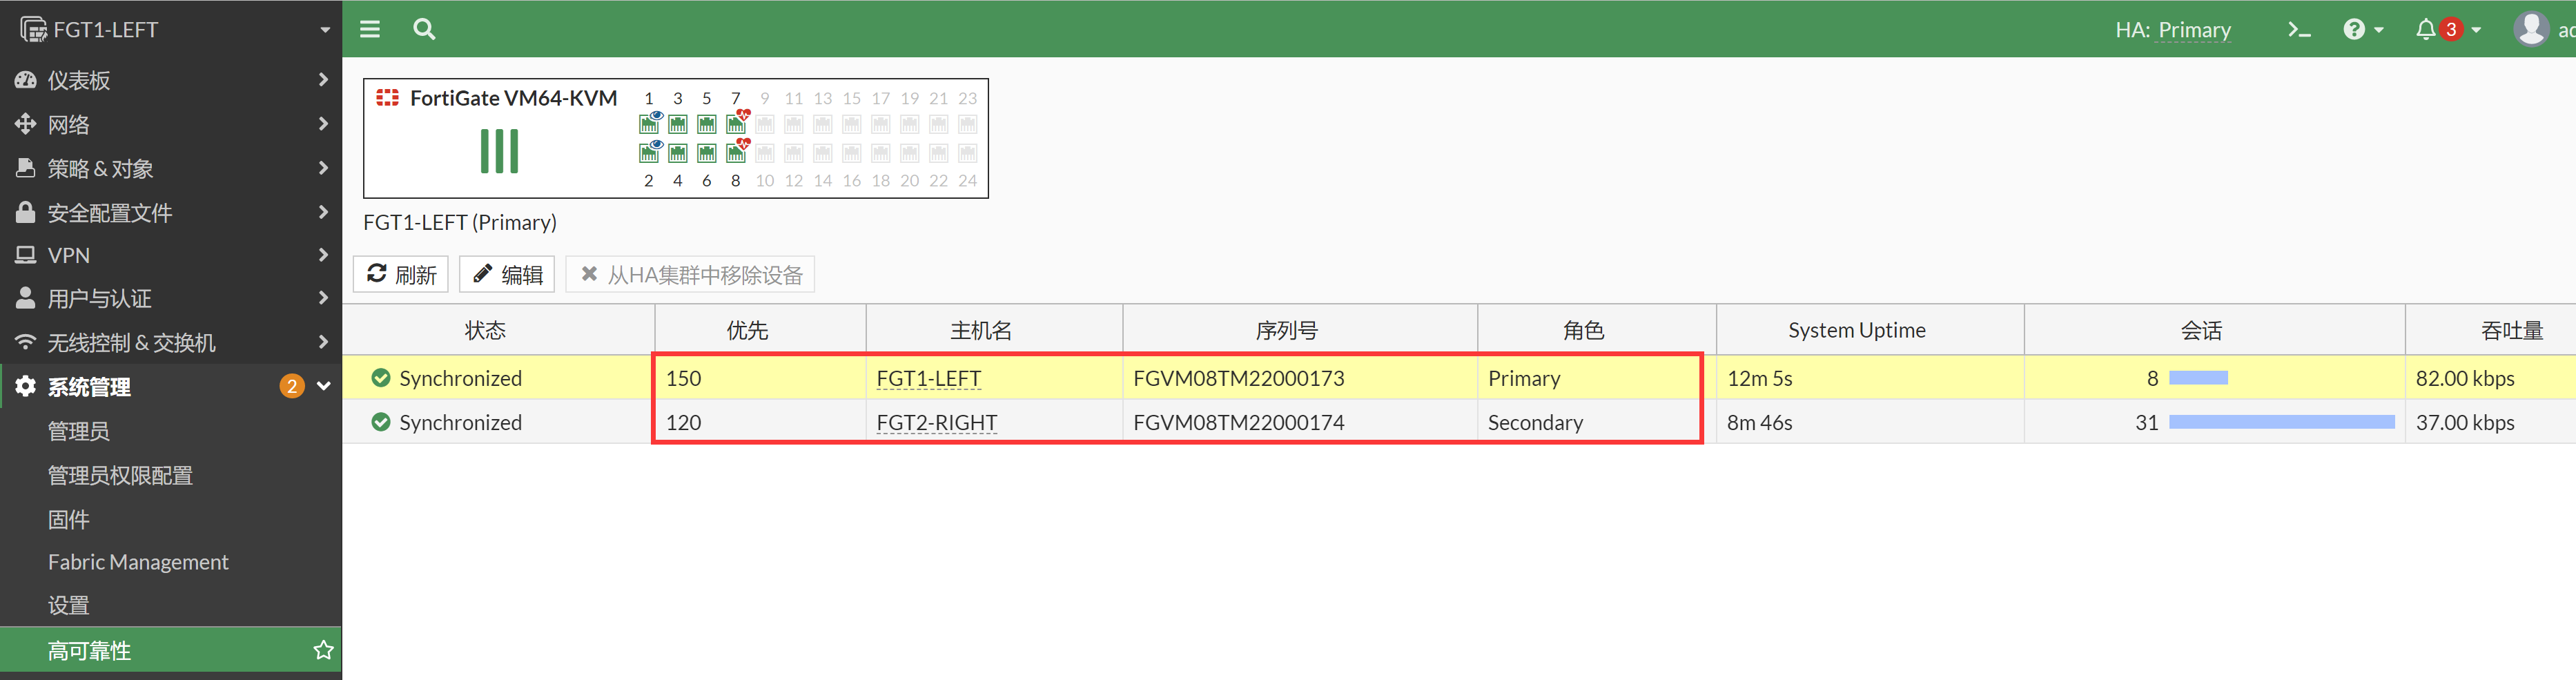 FGT1-LEFT
HA: Primary
3
仪表板
网络
策略 & 对象
安全配置文件
VPN
用户与认证
无线控制 & 交换机
系统管理 2
管理员
管理员权限配置
固件
Fabric Management
设置
高可靠性
FortiGate VM64-KVM
1 3 5 7 9 11 13 15 17 19 21 23
2 4 6 8 10 12 14 16 18 20 22 24
FGT1-LEFT (Primary)
刷新 编辑 从HA集群中移除设备
状态 优先 主机名 序列号 角色 System Uptime 会话 吞吐量
Synchronized 150 FGT1-LEFT FGVM08TM22000173 Primary 12m 5s 8 82.00 kbps
Synchronized 120 FGT2-RIGHT FGVM08TM22000174 Secondary 8m 46s 31 37.00 kbps